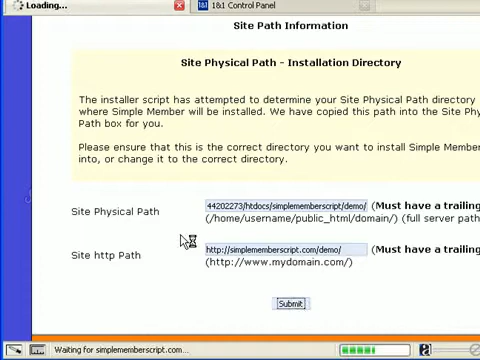 Loading...
1&1 Control Panel
Site Path Information
Site Physical Path - Installation Directory
The installer script has attempted to determine your Site Physical Path directory
where Simple Member will be installed. We have copied this path into the Site Phy
Path box for you.
Please ensure that this is the correct directory you want to install Simple Membe
into, or change it to the correct directory.
Site Physical Path
44202273/htdocs/simplememberscript/demo/ (Must have a trailing
(/home/username/public_html/domain/) (full server path
Site http Path
http://simplememberscript.com/demo/ (Must have a trailing
(http://www.mydomain.com/)
Submit
Waiting for simplememberscript.com...